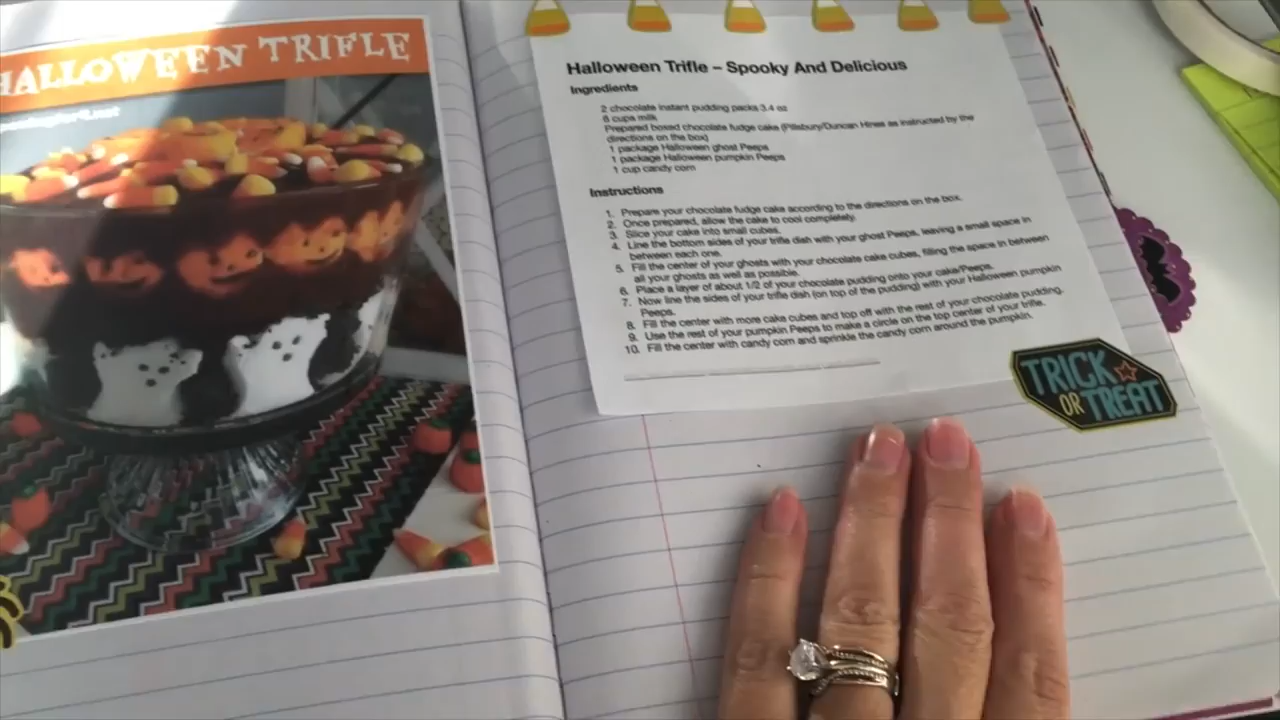 HALLOWEEN TRIFLE
Halloween Trifle – Spooky And Delicious
Ingredients
2 chocolate instant pudding packs 3.4 oz
6 cups milk
Prepared boxed chocolate fudge cake (Pillsbury/Duncan Hines as instructed by the
directions on the box)
1 package Halloween ghost Peeps
1 package Halloween pumpkin Peeps
1 cup candy corn
Instructions
1. Prepare your chocolate fudge cake according to the directions on the box.
2. Once prepared, allow the cake to cool completely.
3. Slice your cake into small cubes.
4. Line the bottom sides of your trifle dish with your ghost Peeps, leaving a small space in
between each one.
5. Fill the center of your ghosts with your chocolate cake cubes, filling the space in between
all your ghosts as well as possible.
6. Place a layer of about 1/2 of your chocolate pudding onto your cake/Peeps.
7. Now line the sides of your trifle dish (on top of the pudding) with your Halloween pumpkin
Peeps.
8. Fill the center with more cake cubes and top off with the rest of your chocolate pudding.
9. Use the rest of your pumpkin Peeps to make a circle on the top center of your trifle.
10. Fill the center with candy corn and sprinkle the candy corn around the pumpkin.
TRICK
OR TREAT